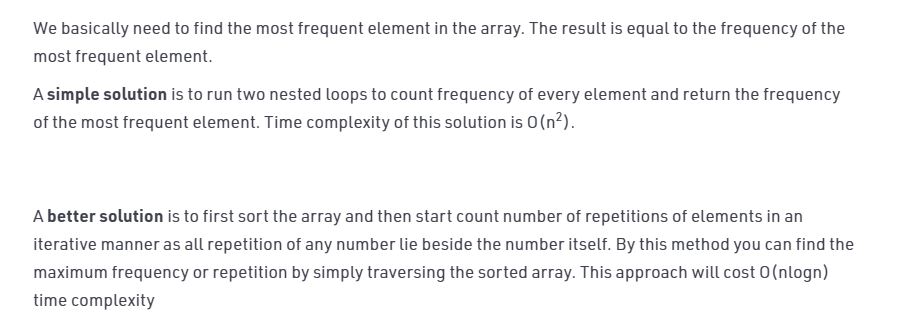 We basically need to find the most frequent element in the array. The result is equal to the frequency of the
most frequent element.
A simple solution is to run two nested loops to count frequency of every element and return the frequency
of the most frequent element. Time complexity of this solution is O(n²).
A better solution is to first sort the array and then start count number of repetitions of elements in an
iterative manner as all repetition of any number lie beside the number itself. By this method you can find the
maximum frequency or repetition by simply traversing the sorted array. This approach will cost O(nlogn)
time complexity